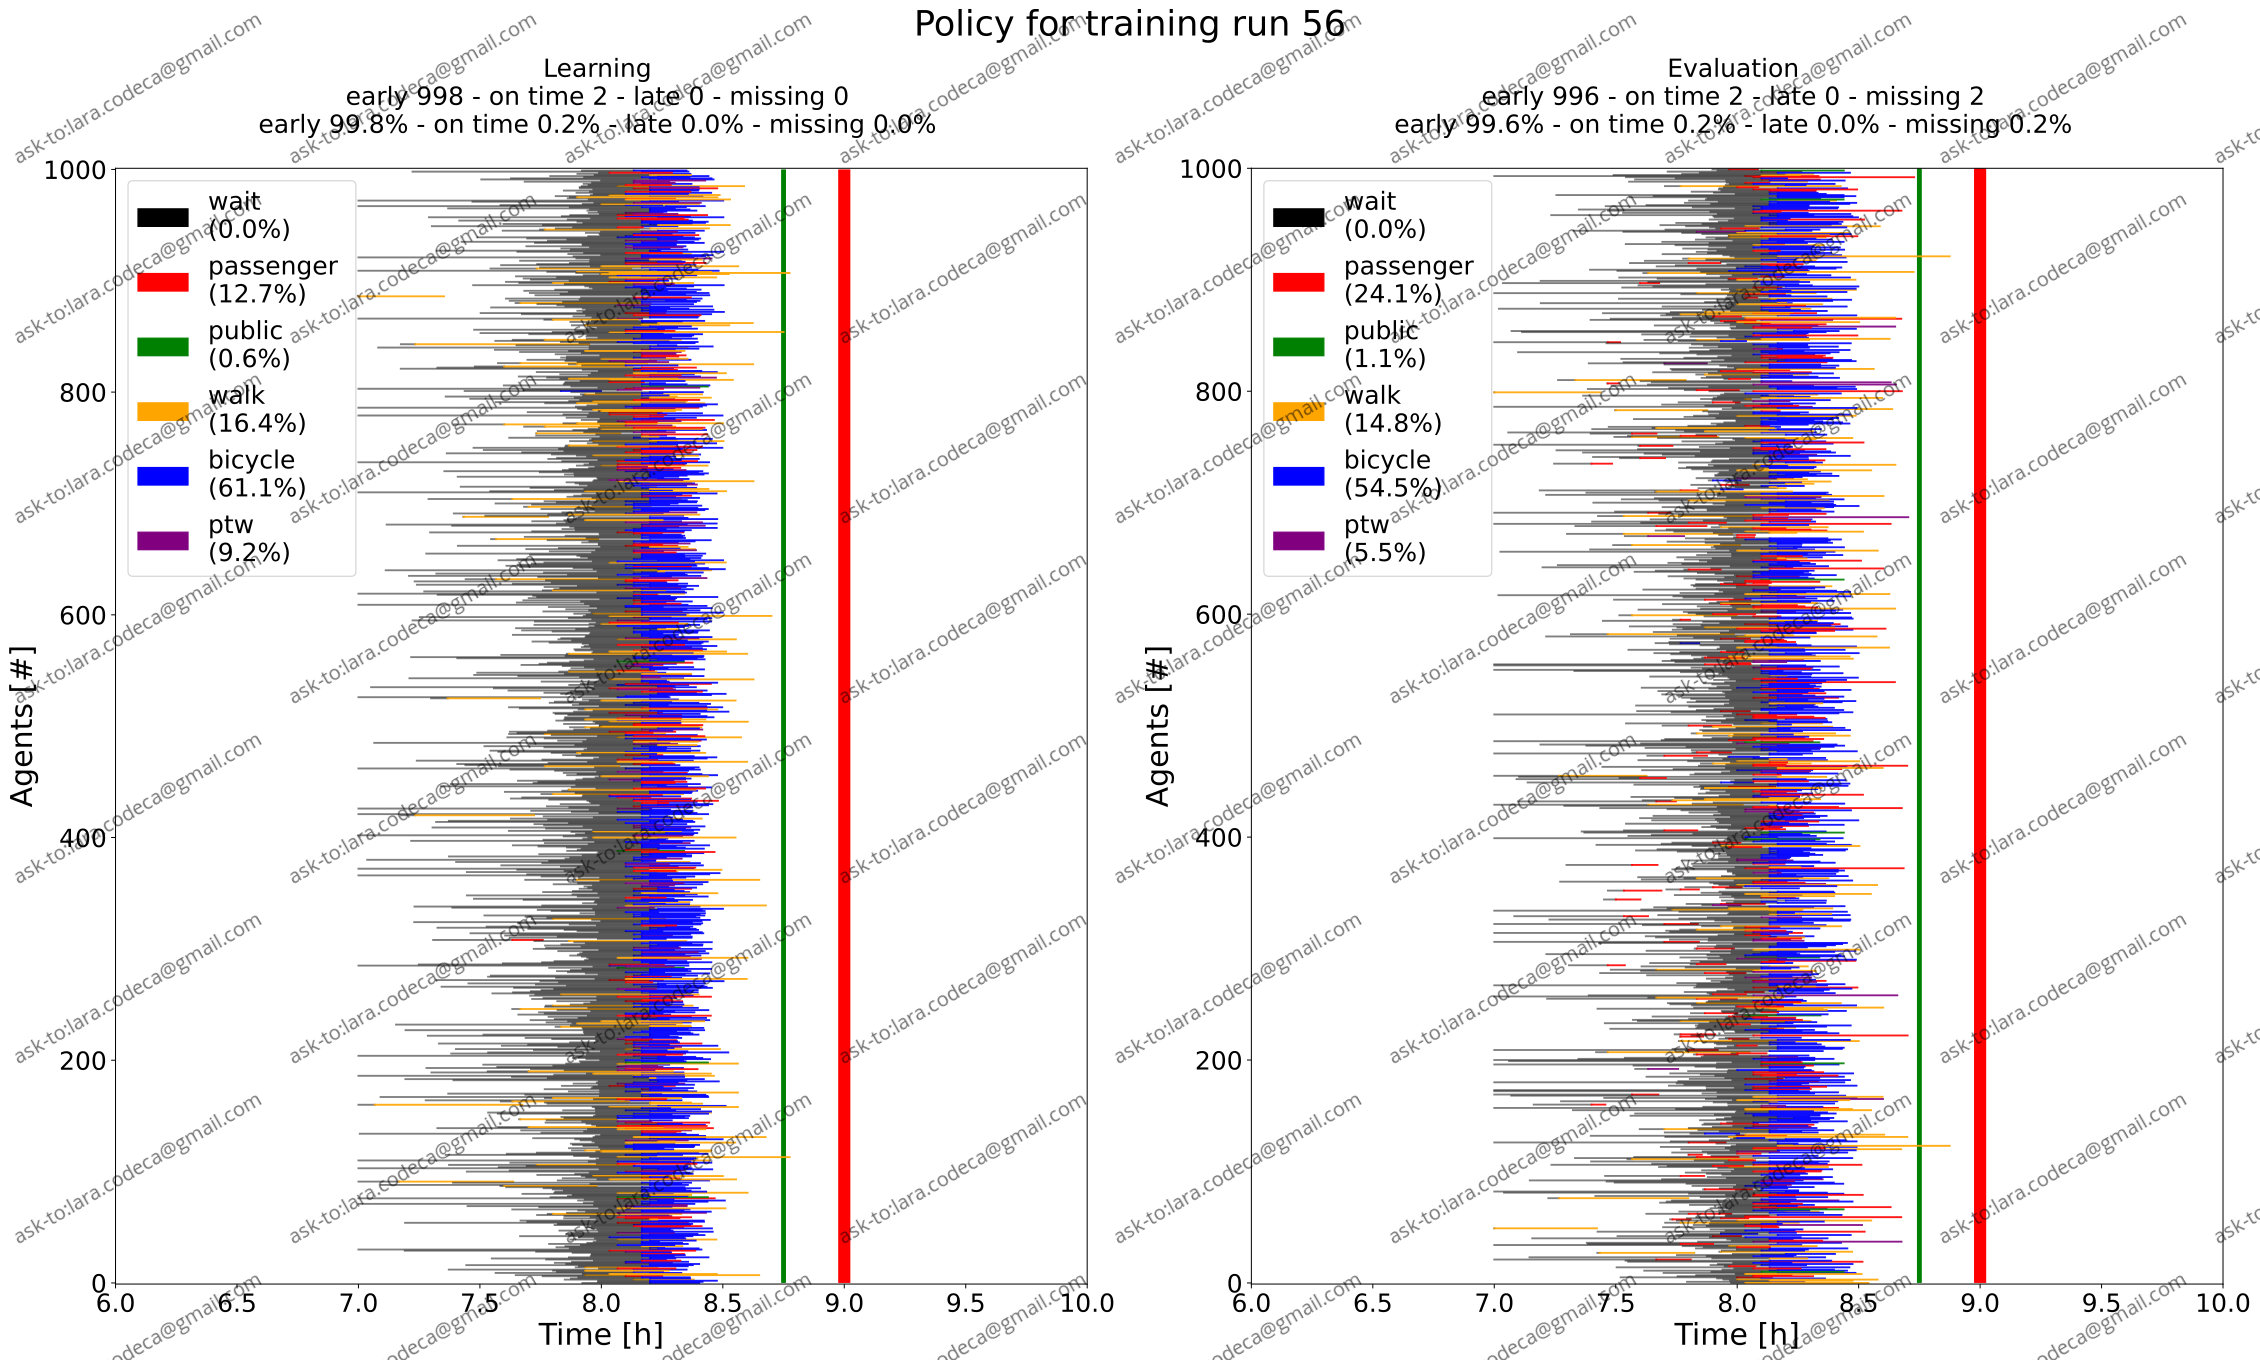 Policy for training run 56
Learning
early 998 - on time 2 - late 0 - missing 0
early 99.8% - on time 0.2% - late 0.0% - missing 0.0%
wait
(0.0%)
passenger
(12.7%)
public
(0.6%)
walk
(16.4%)
bicycle
(61.1%)
ptw
(9.2%)
1000
800
600
400
200
0
Agents [#]
6.0 6.5 7.0 7.5 8.0 8.5 9.0 9.5 10.0
Time [h]
Evaluation
early 996 - on time 2 - late 0 - missing 2
early 99.6% - on time 0.2% - late 0.0% - missing 0.2%
wait
(0.0%)
passenger
(24.1%)
public
(1.1%)
walk
(14.8%)
bicycle
(54.5%)
ptw
(5.5%)
1000
800
600
400
200
0
Agents [#]
6.0 6.5 7.0 7.5 8.0 8.5 9.0 9.5 10.0
Time [h]
ask-to:lara.codeca@gmail.com